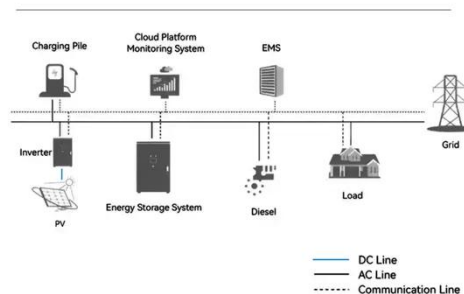 Charging Pile
Cloud Platform
Monitoring System
EMS
Grid
Inverter
PV
Energy Storage System
Diesel
Load
DC Line
AC Line
Communication Line